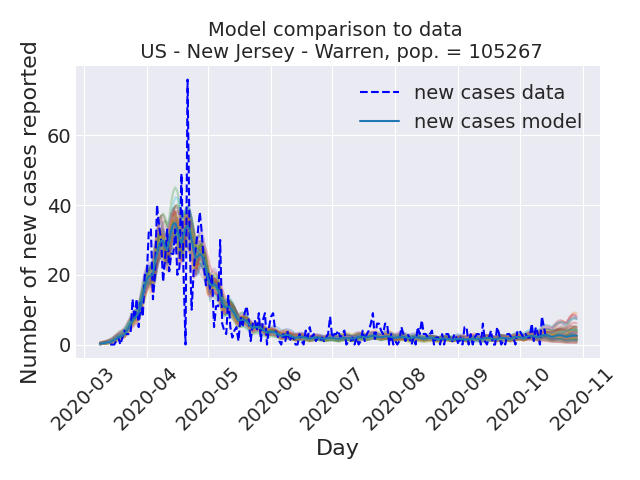 Model comparison to data
US - New Jersey - Warren, pop. = 105267
new cases data
new cases model
Number of new cases reported
60
40
20
0
2020-03
2020-04
2020-05
2020-06
2020-07
2020-08
2020-09
2020-10
2020-11
Day